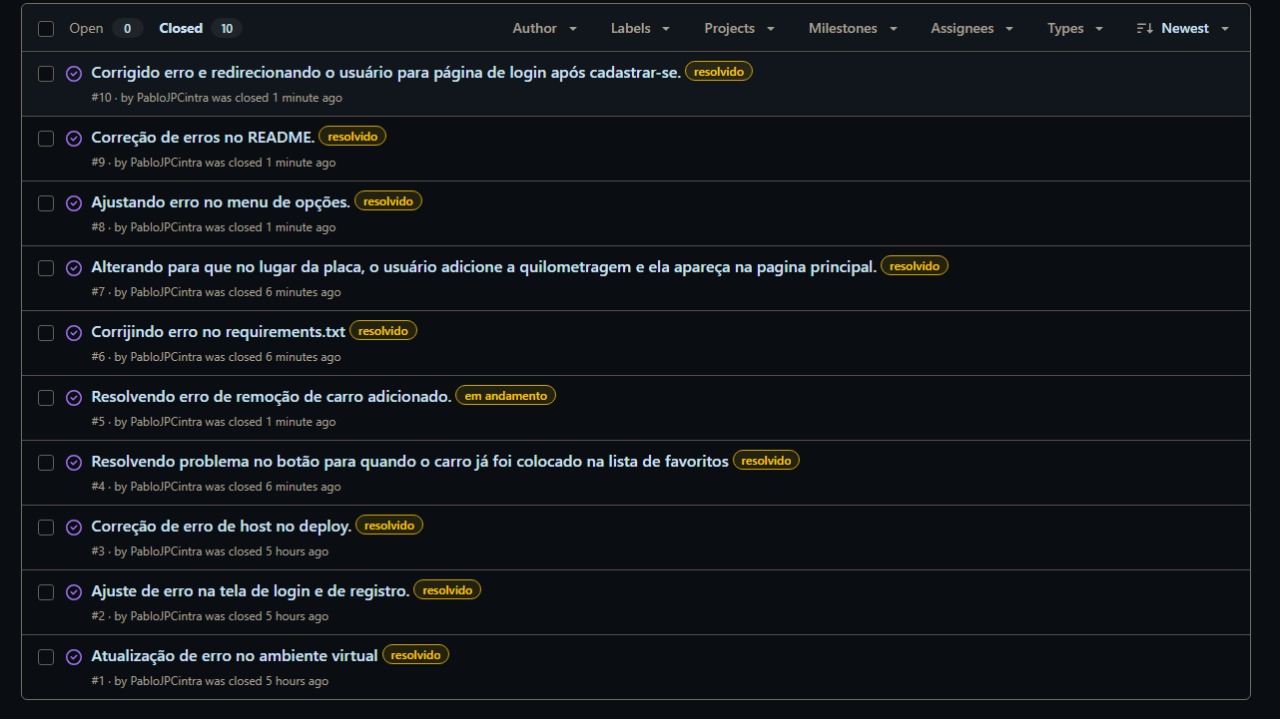 Open 0 Closed 10 Author Labels Projects Milestones Assignees Types Newest
Corrigido erro e redirecionando o usuário para página de login após cadastrar-se. resolvido
#10 · by PabloJPCintra was closed 1 minute ago
Correção de erros no README. resolvido
#9 · by PabloJPCintra was closed 1 minute ago
Ajustando erro no menu de opções. resolvido
#8 · by PabloJPCintra was closed 1 minute ago
Alterando para que no lugar da placa, o usuário adicione a quilometragem e ela apareça na pagina principal. resolvido
#7 · by PabloJPCintra was closed 6 minutes ago
Corrijindo erro no requirements.txt resolvido
#6 · by PabloJPCintra was closed 6 minutes ago
Resolvendo erro de remoção de carro adicionado. em andamento
#5 · by PabloJPCintra was closed 1 minute ago
Resolvendo problema no botão para quando o carro já foi colocado na lista de favoritos resolvido
#4 · by PabloJPCintra was closed 6 minutes ago
Correção de erro de host no deploy. resolvido
#3 · by PabloJPCintra was closed 5 hours ago
Ajuste de erro na tela de login e de registro. resolvido
#2 · by PabloJPCintra was closed 5 hours ago
Atualização de erro no ambiente virtual resolvido
#1 · by PabloJPCintra was closed 5 hours ago